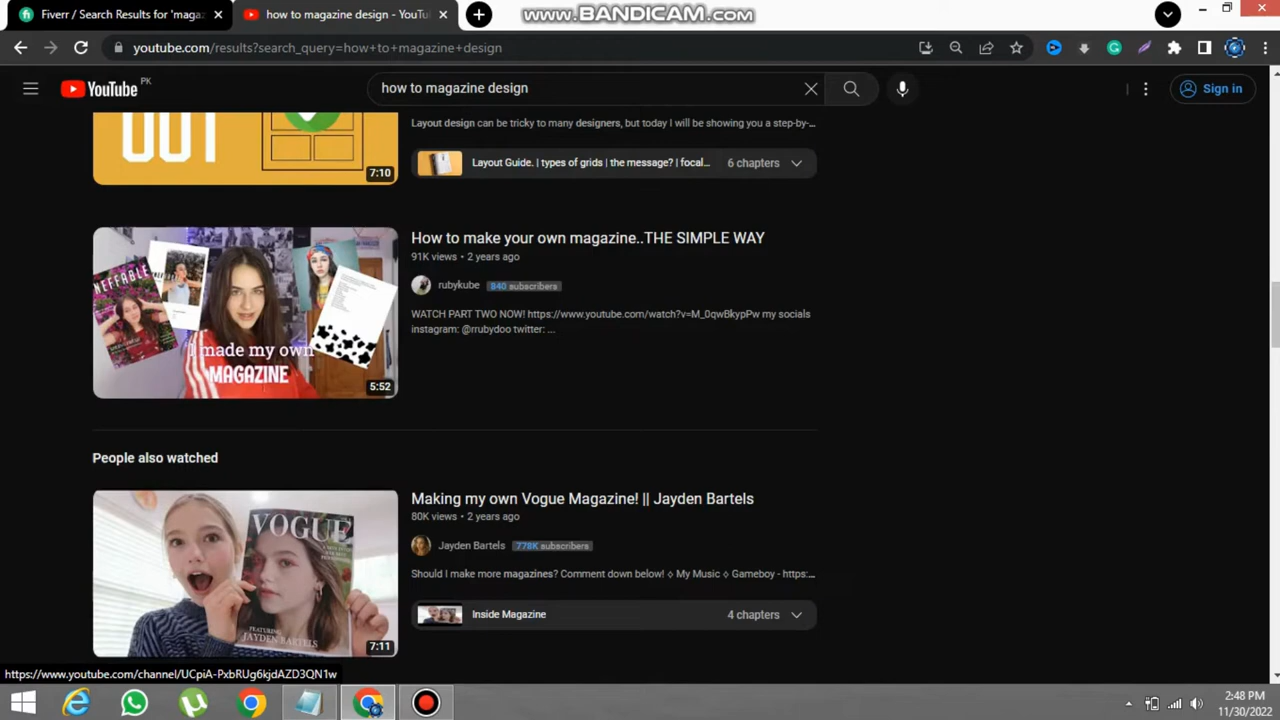 Fiverr / Search Results for 'magaz
how to magazine design - YouTu
www.BANDICAM.com
youtube.com/results?search_query=how+to+magazine+design
YouTube PK
how to magazine design
Sign in
OUT
7:10
Layout design can be tricky to many designers, but today I will be showing you a step-by-...
Layout Guide. | types of grids | the message? | focal...
6 chapters
INEFFABLE
I made my own
MAGAZINE
5:52
How to make your own magazine..THE SIMPLE WAY
91K views • 2 years ago
rubykube 840 subscribers
WATCH PART TWO NOW! https://www.youtube.com/watch?v=M_0qwBkypPw my socials
instagram: @rrubydoo twitter: ...
People also watched
VOGUE
FEATURING
JAYDEN BARTELS
7:11
Making my own Vogue Magazine! || Jayden Bartels
80K views • 2 years ago
Jayden Bartels 778K subscribers
Should I make more magazines? Comment down below! ◊ My Music ◊ Gameboy - https:...
Inside Magazine
4 chapters
https://www.youtube.com/channel/UCpiA-PxbRUg6kjdAZD3QN1w
2:48 PM
11/30/2022